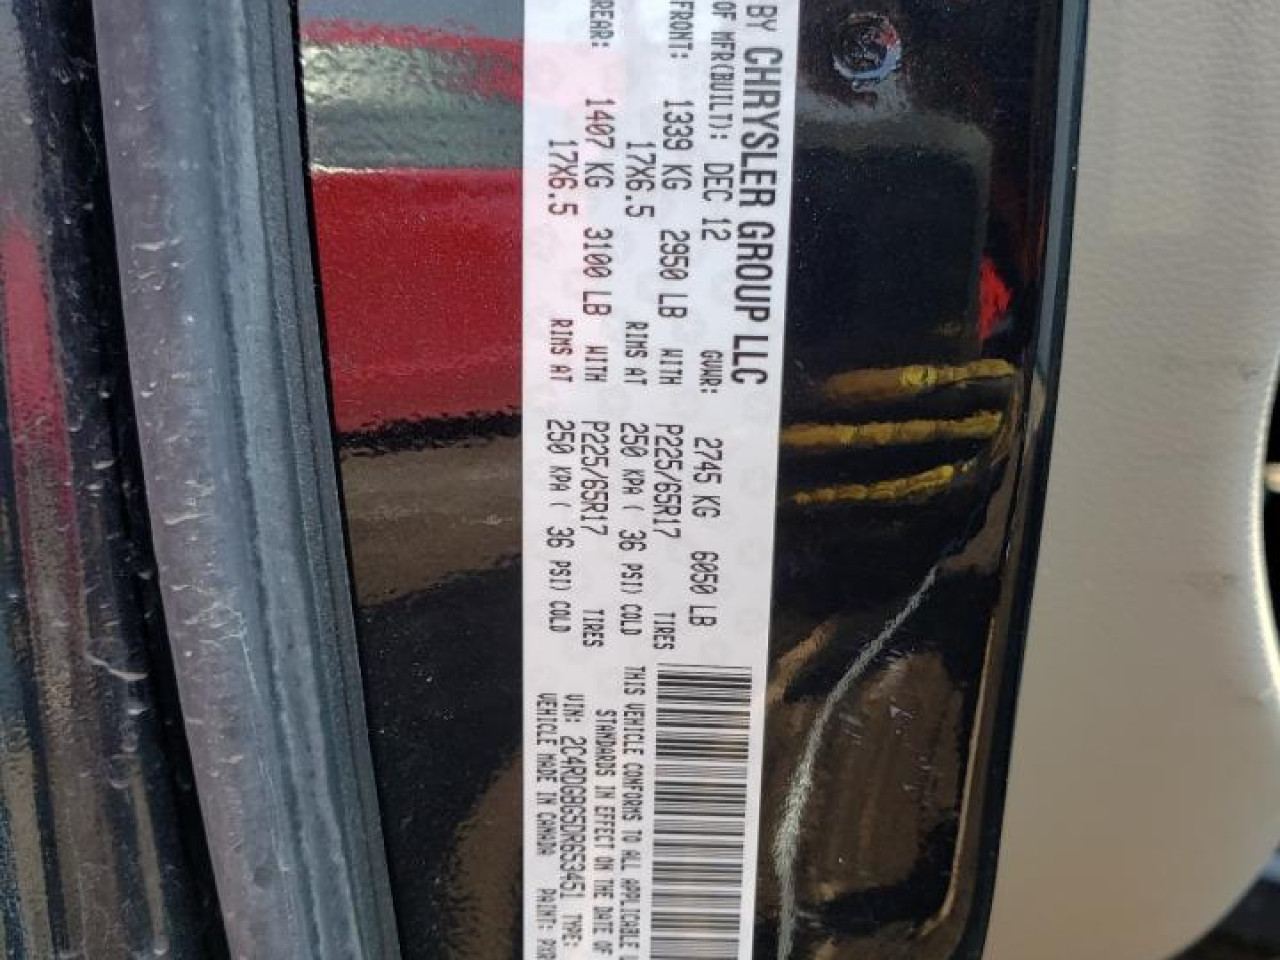 BY CHRYSLER GROUP LLC
OF MFR(BUILT): DEC 12 GVWR: 2745 KG 6050 LB
FRONT: 1339 KG 2950 LB WITH P225/65R17 TIRES
17X6.5 RIMS AT 250 KPA ( 36 PSI) COLD
REAR: 1407 KG 3100 LB WITH P225/65R17 TIRES
17X6.5 RIMS AT 250 KPA ( 36 PSI) COLD
THIS VEHICLE CONFORMS TO ALL APPLICABLE
STANDARDS IN EFFECT ON THE DATE OF
VIN: 2C4RDGBG5DR653451 TYPE:
VEHICLE MADE IN CANADA PAINT: PXR